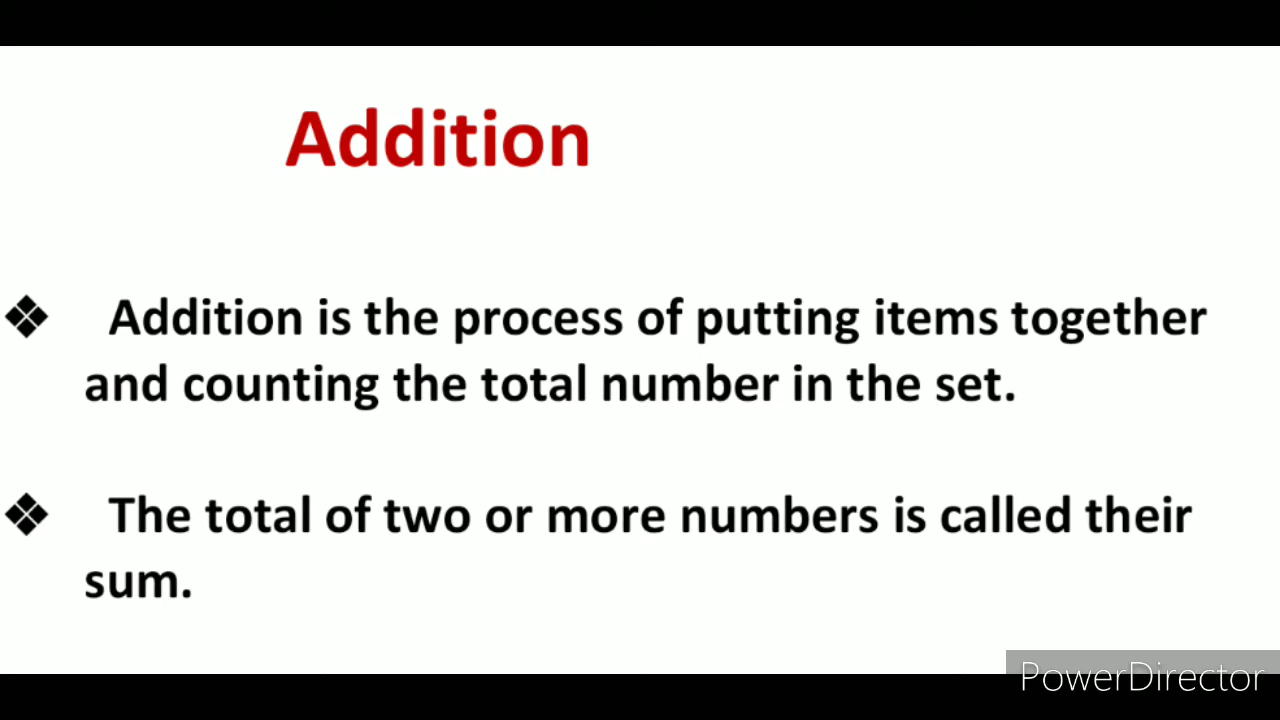 Addition
❖ Addition is the process of putting items together
and counting the total number in the set.
❖ The total of two or more numbers is called their
sum.
PowerDirector